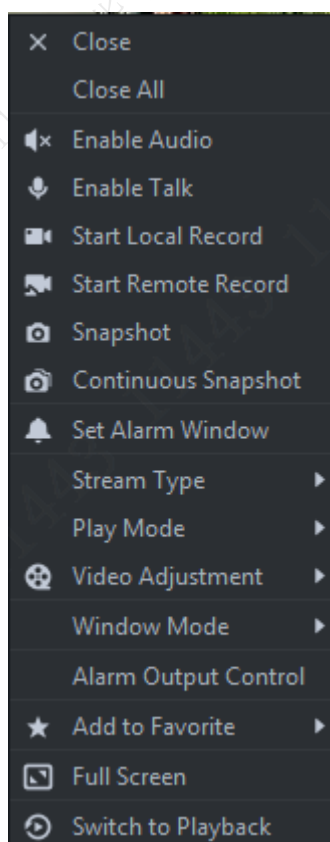 Close
Close All
Enable Audio
Enable Talk
Start Local Record
Start Remote Record
Snapshot
Continuous Snapshot
Set Alarm Window
Stream Type
Play Mode
Video Adjustment
Window Mode
Alarm Output Control
Add to Favorite
Full Screen
Switch to Playback